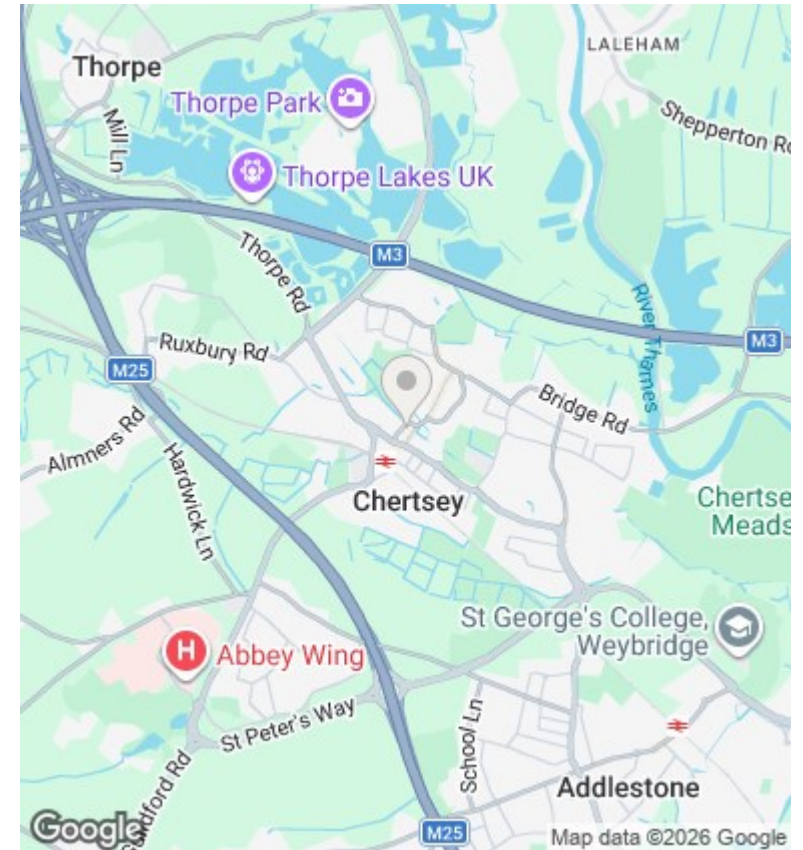 LALEHAM
Thorpe
Thorpe Park
Mill Ln
Shepperton Rd
Thorpe Lakes UK
M3
Thorpe Rd
River Thames
Ruxbury Rd
M3
M25
Bridge Rd
Almners Rd
Hardwick Ln
Chertsey
Chertse
Meads
St George's College,
Weybridge
H
Abbey Wing
St Peter's Way
School Ln
Guildford Rd
Addlestone
M25
Google
Map data ©2026 Google